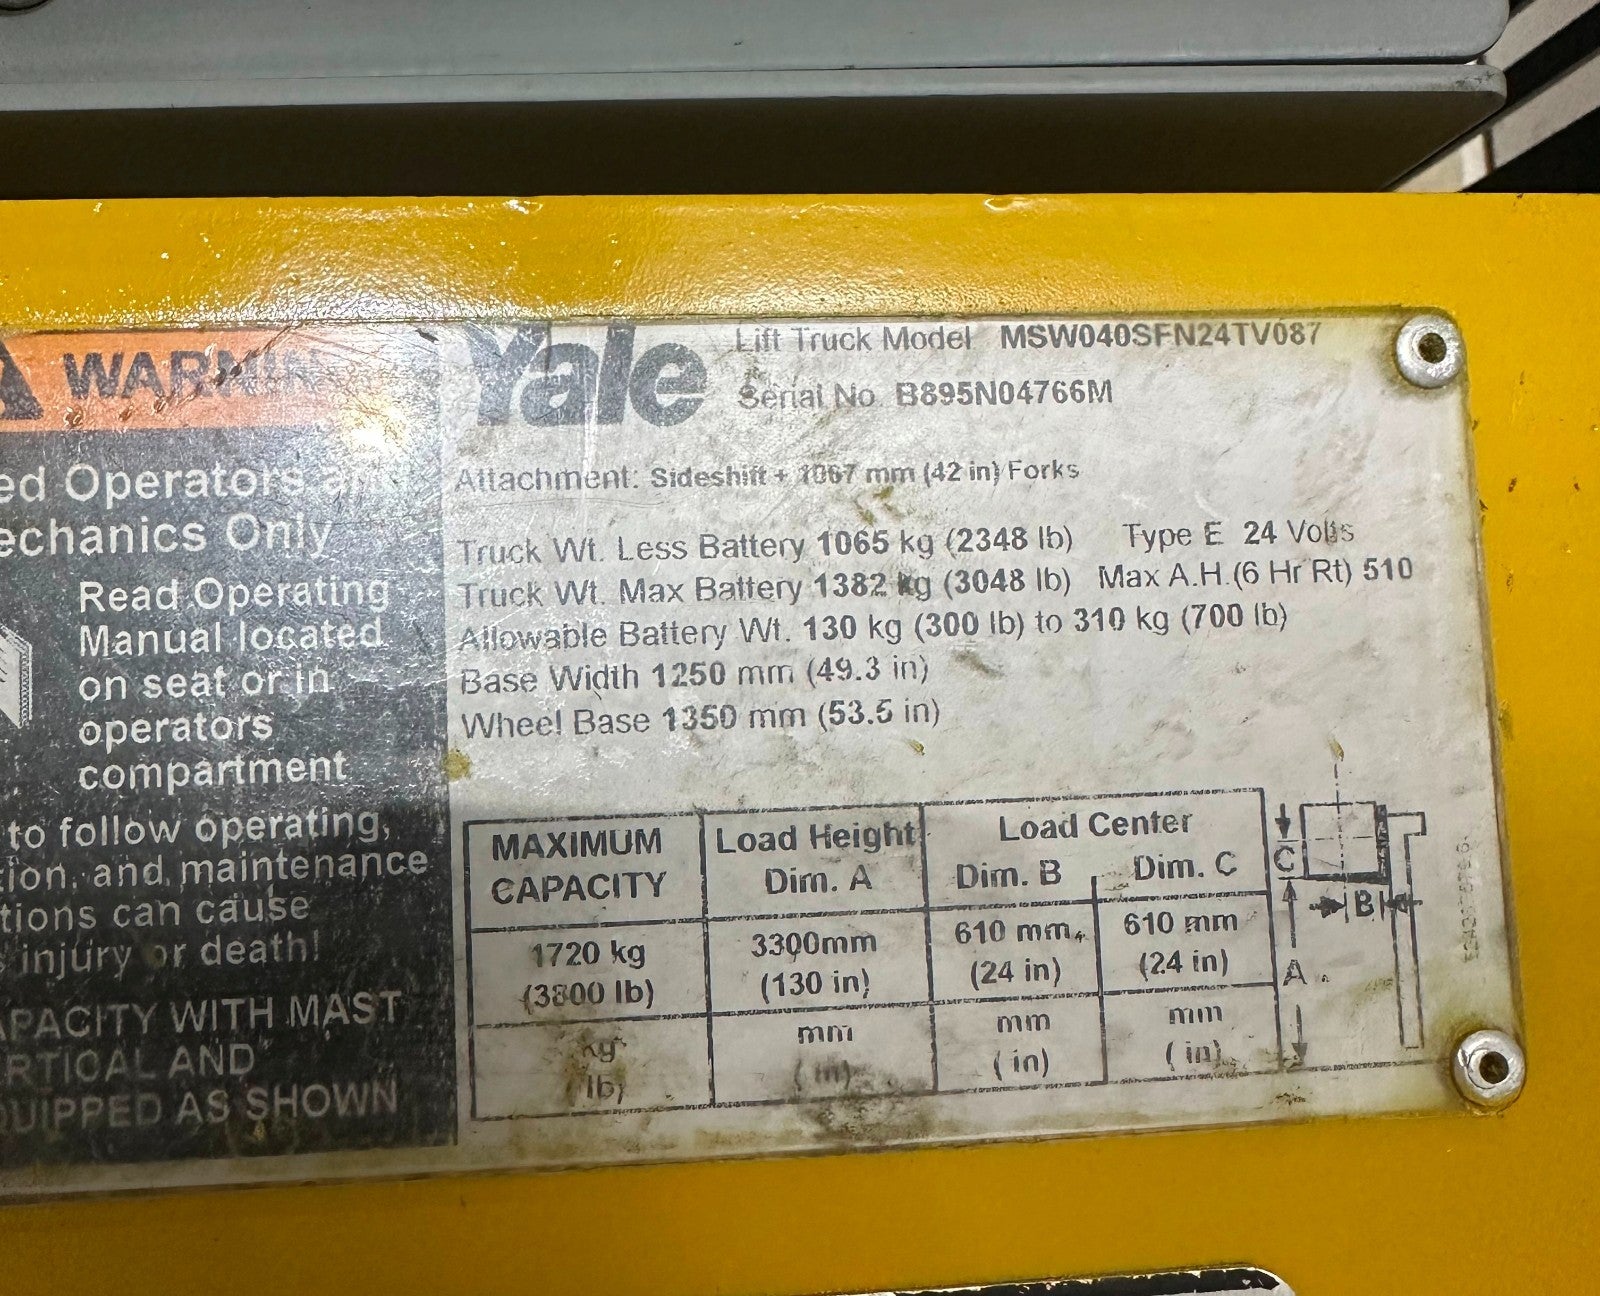 WARNIN
ed Operators an
echanics Only
Read Operating
Manual located
on seat or in
operators
compartment
to follow operating,
ion, and maintenance
tions can cause
injury or death!
APACITY WITH MAST
RTICAL AND
QUIPPED AS SHOWN
Yale
Lift Truck Model MSW040SFN24TV087
Serial No. B895N04766M
Attachment: Sideshift + 1067 mm (42 in) Forks
Truck Wt. Less Battery 1065 kg (2348 lb) Type E 24 Volts
Truck Wt. Max Battery 1382 kg (3048 lb) Max A.H.(6 Hr Rt) 510
Allowable Battery Wt. 130 kg (300 lb) to 310 kg (700 lb)
Base Width 1250 mm (49.3 in)
Wheel Base 1350 mm (53.5 in)
MAXIMUM CAPACITY
Load Height Dim. A
Load Center
Dim. B Dim. C
1720 kg 3300mm 610 mm 610 mm
(3800 lb) (130 in) (24 in) (24 in)
kg mm mm mm
lb) ( in) ( in) ( in)
C
B
A